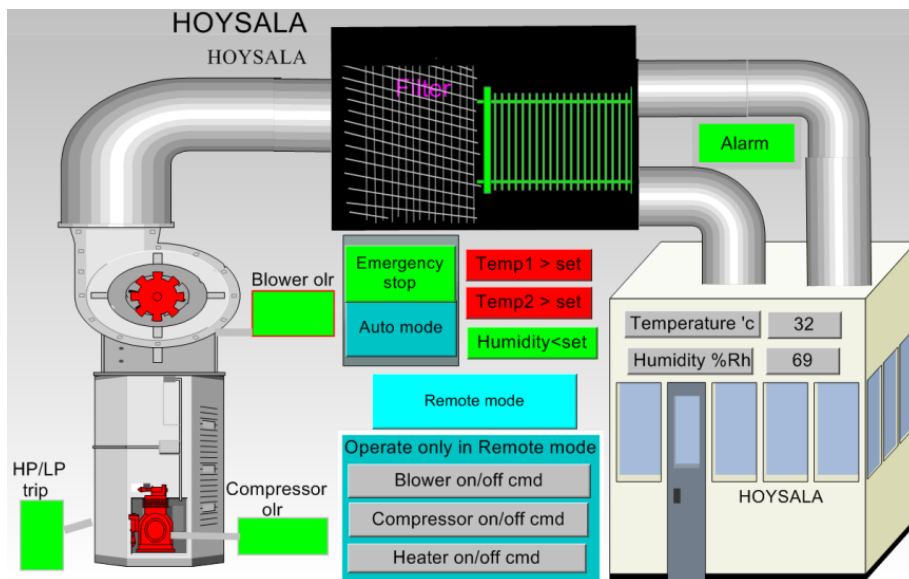 HOYSALA
HOYSALA
Filter
Alarm
Emergency
stop
Auto mode
Temp1 > set
Temp2 > set
Humidity<set
Blower olr
Temperature 'c
32
Humidity %Rh
69
Remote mode
Operate only in Remote mode
Blower on/off cmd
Compressor on/off cmd
Heater on/off cmd
HP/LP
trip
Compressor
olr
HOYSALA